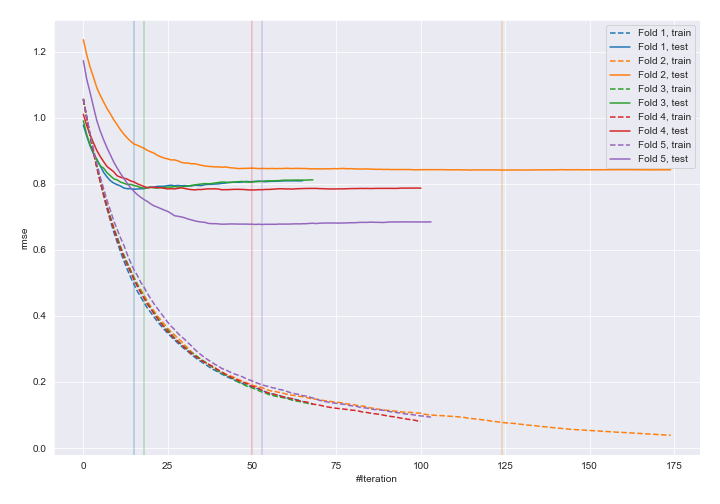 Fold 1, train
Fold 1, test
Fold 2, train
Fold 2, test
Fold 3, train
Fold 3, test
Fold 4, train
Fold 4, test
Fold 5, train
Fold 5, test
1.2
1.0
0.8
0.6
0.4
0.2
0.0
rmse
0 25 50 75 100 125 150 175
#Iteration